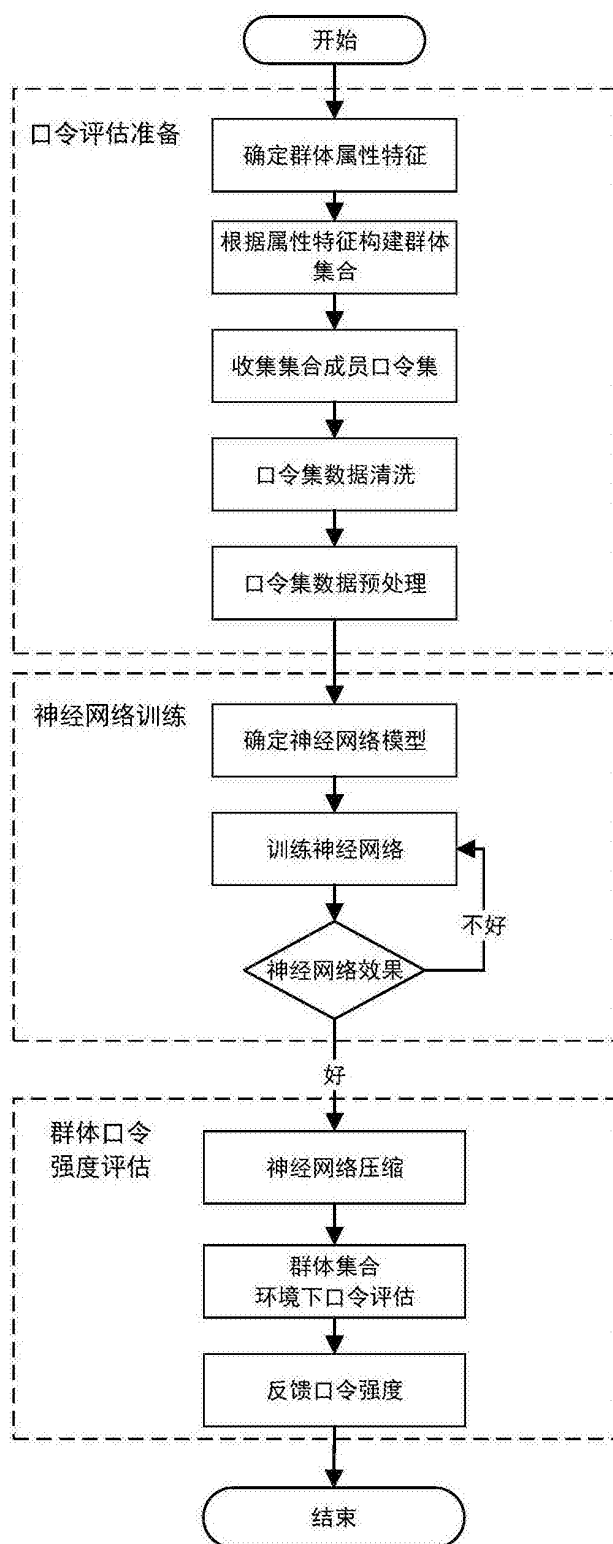 开始
口令评估准备
确定群体属性特征
根据属性特征构建群体
集合
收集集合成员口令集
口令集数据清洗
口令集数据预处理
神经网络训练
确定神经网络模型
训练神经网络
不好
神经网络效果
好
群体口令
强度评估
神经网络压缩
群体集合
环境下口令评估
反馈口令强度
结束